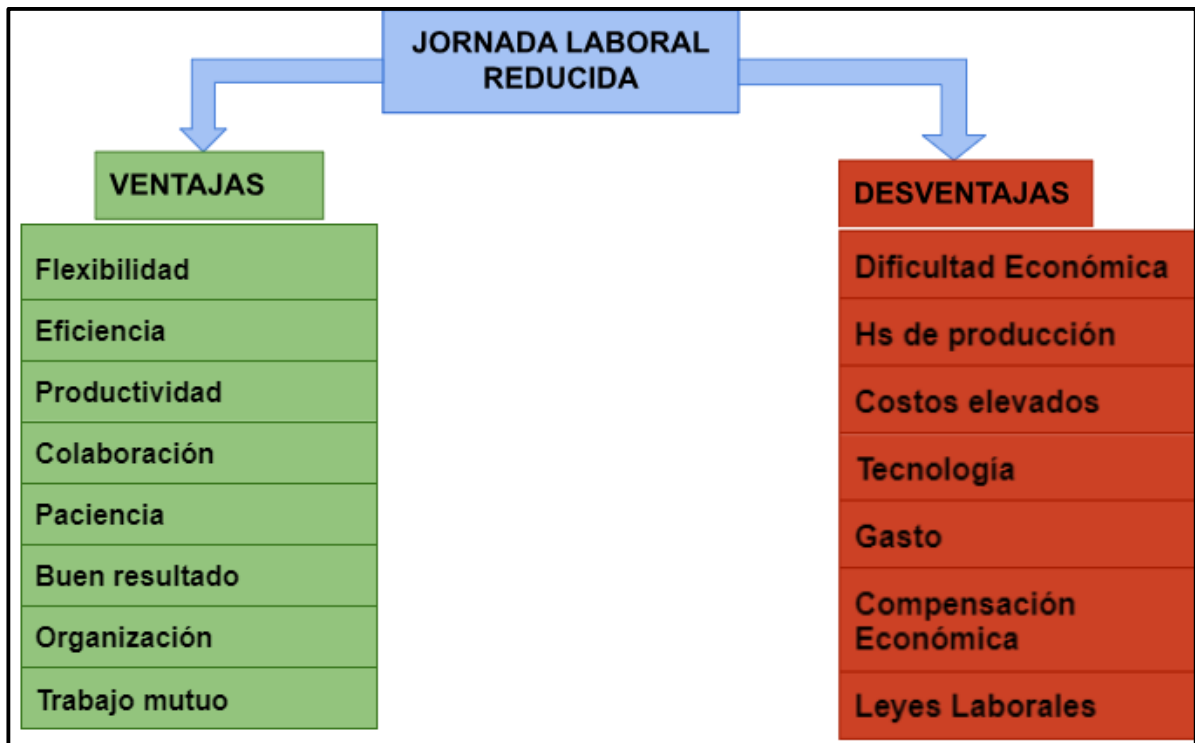 JORNADA LABORAL
REDUCIDA
VENTAJAS
Flexibilidad
Eficiencia
Productividad
Colaboración
Paciencia
Buen resultado
Organización
Trabajo mutuo
DESVENTAJAS
Dificultad Económica
Hs de producción
Costos elevados
Tecnología
Gasto
Compensación
Económica
Leyes Laborales